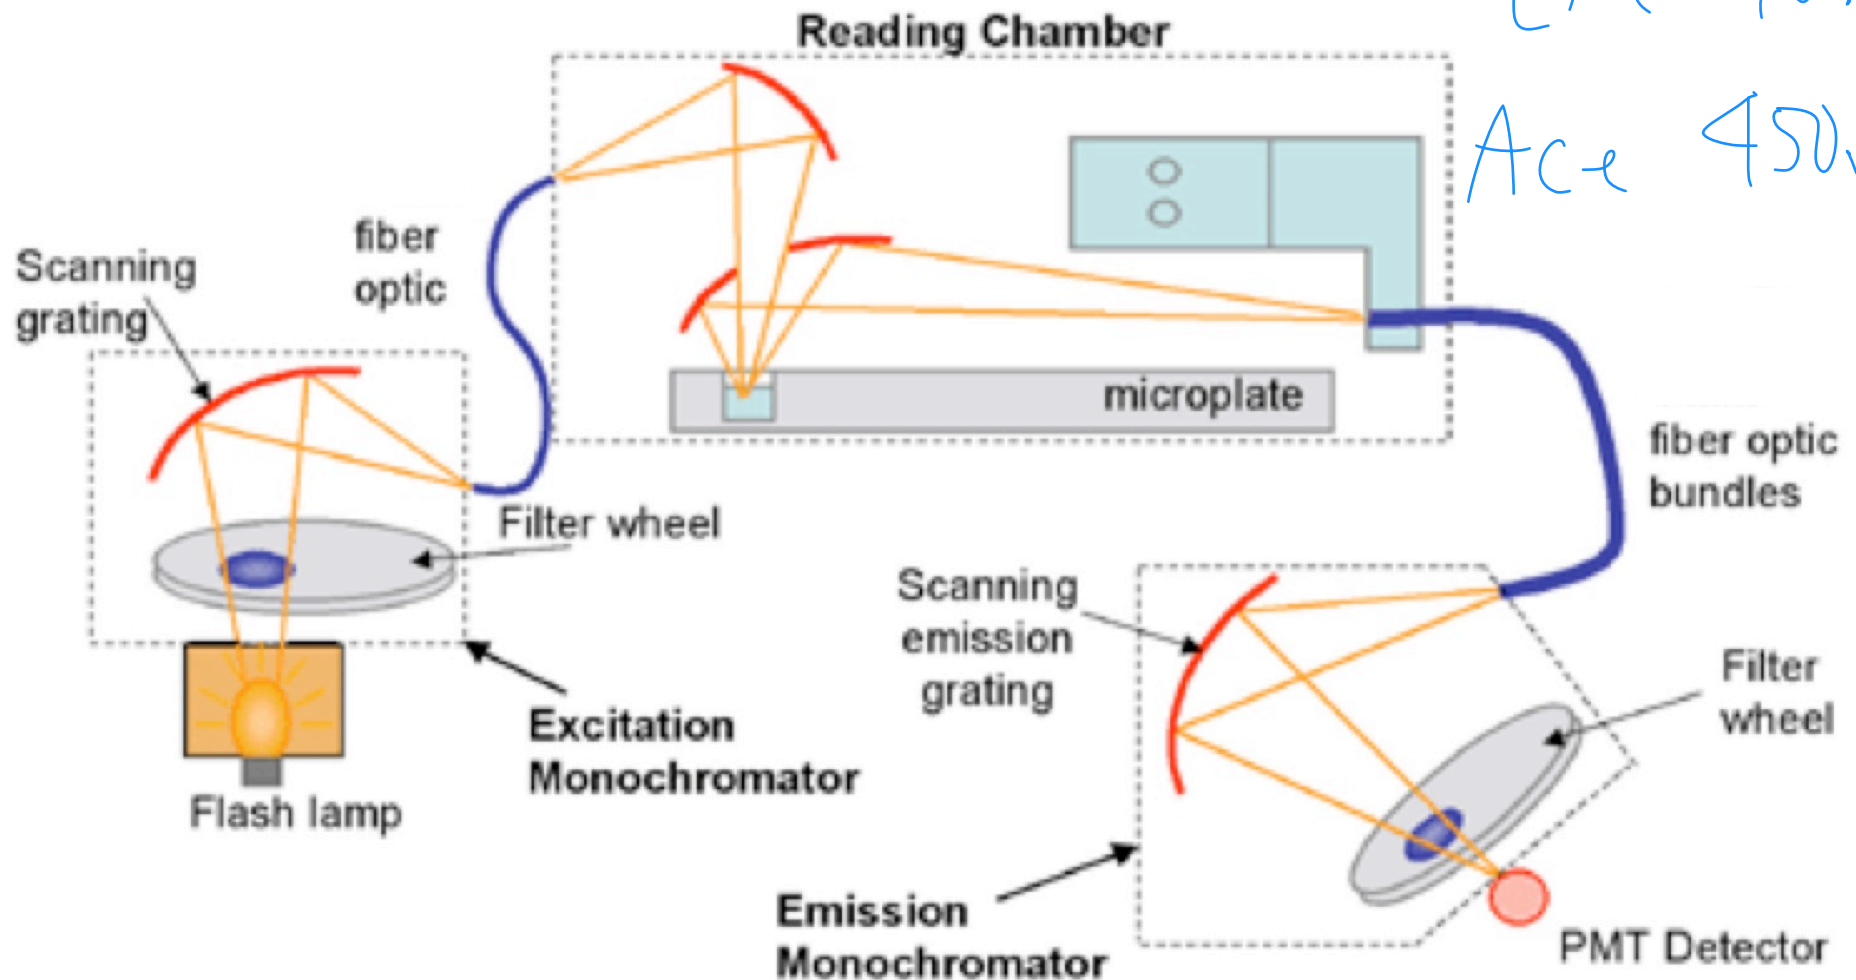 Reading Chamber
Ace 450
Scanning
grating
fiber
optic
microplate
fiber optic
bundles
Filter wheel
Scanning
emission
grating
Filter
wheel
Excitation
Monochromator
Flash lamp
Emission
Monochromator
PMT Detector